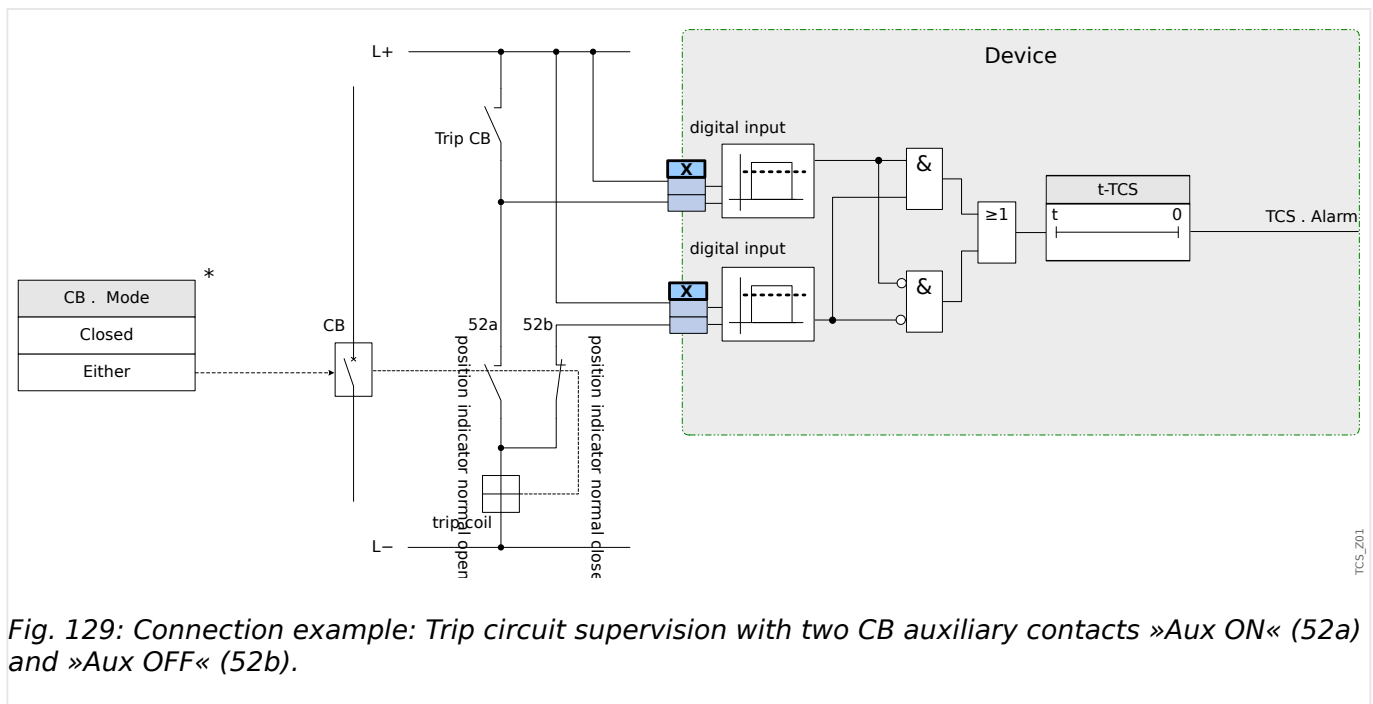 L+
Device
digital input
Trip CB
X
&
t-TCS
≥1
t 0
TCS . Alarm
digital input
*
X
&
CB . Mode
Closed
Either
CB
52a 52b
position indicator normal open
position indicator normal close
trip coil
L−
TCS_Z01
Fig. 129: Connection example: Trip circuit supervision with two CB auxiliary contacts »Aux ON« (52a)
and »Aux OFF« (52b).